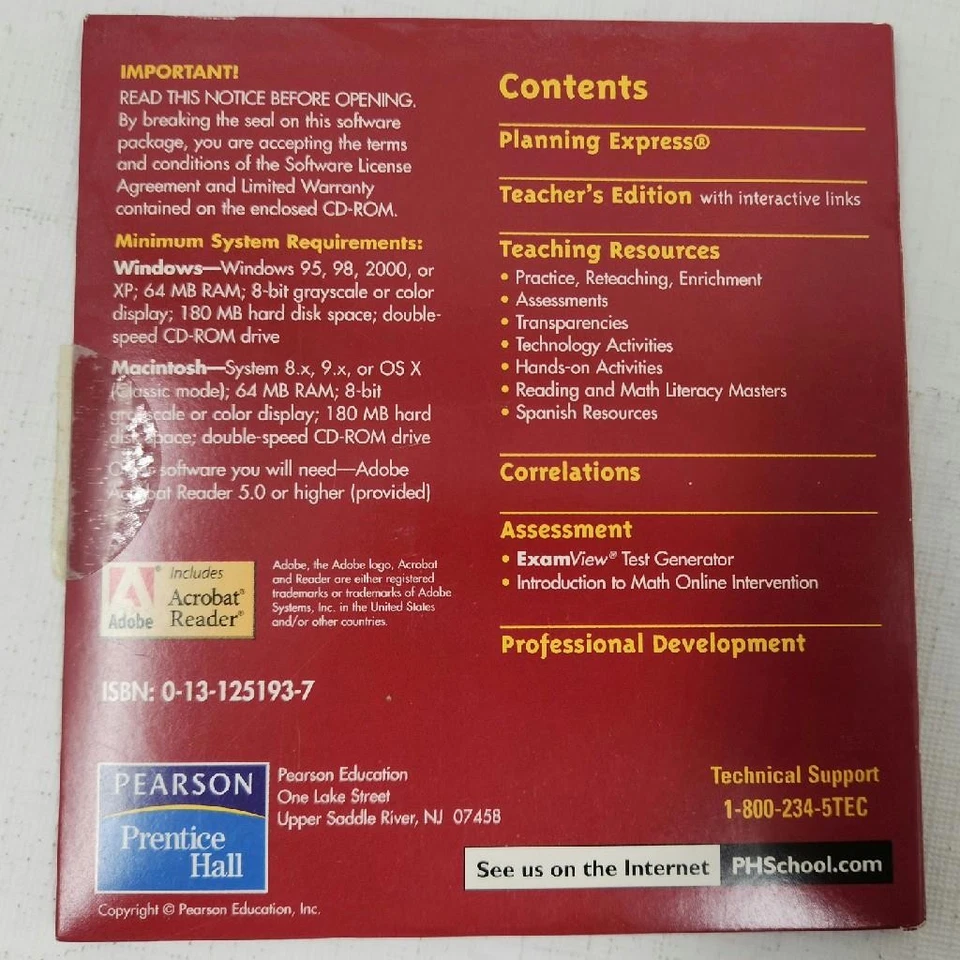 IMPORTANT!
READ THIS NOTICE BEFORE OPENING.
By breaking the seal on this software
package, you are accepting the terms
and conditions of the Software License
Agreement and Limited Warranty
contained on the enclosed CD-ROM.
Minimum System Requirements:
Windows—Windows 95, 98, 2000, or
XP; 64 MB RAM; 8-bit grayscale or color
display; 180 MB hard disk space; double-
speed CD-ROM drive
Macintosh—System 8.x, 9.x, or OS X
(Classic mode); 64 MB RAM; 8-bit
grayscale or color display; 180 MB hard
disk space; double-speed CD-ROM drive
software you will need—Adobe
Acrobat Reader 5.0 or higher (provided)
Adobe
Includes
Acrobat®
Reader®
Adobe, the Adobe logo, Acrobat
and Reader are either registered
trademarks or trademarks of Adobe
Systems, Inc. in the United States
and/or other countries.
ISBN: 0-13-125193-7
PEARSON
Prentice
Hall
Pearson Education
One Lake Street
Upper Saddle River, NJ 07458
Copyright © Pearson Education, Inc.
Contents
Planning Express®
Teacher's Edition with interactive links
Teaching Resources
• Practice, Reteaching, Enrichment
• Assessments
• Transparencies
• Technology Activities
• Hands-on Activities
• Reading and Math Literacy Masters
• Spanish Resources
Correlations
Assessment
• ExamView® Test Generator
• Introduction to Math Online Intervention
Professional Development
Technical Support
1-800-234-5TEC
See us on the Internet PHSchool.com